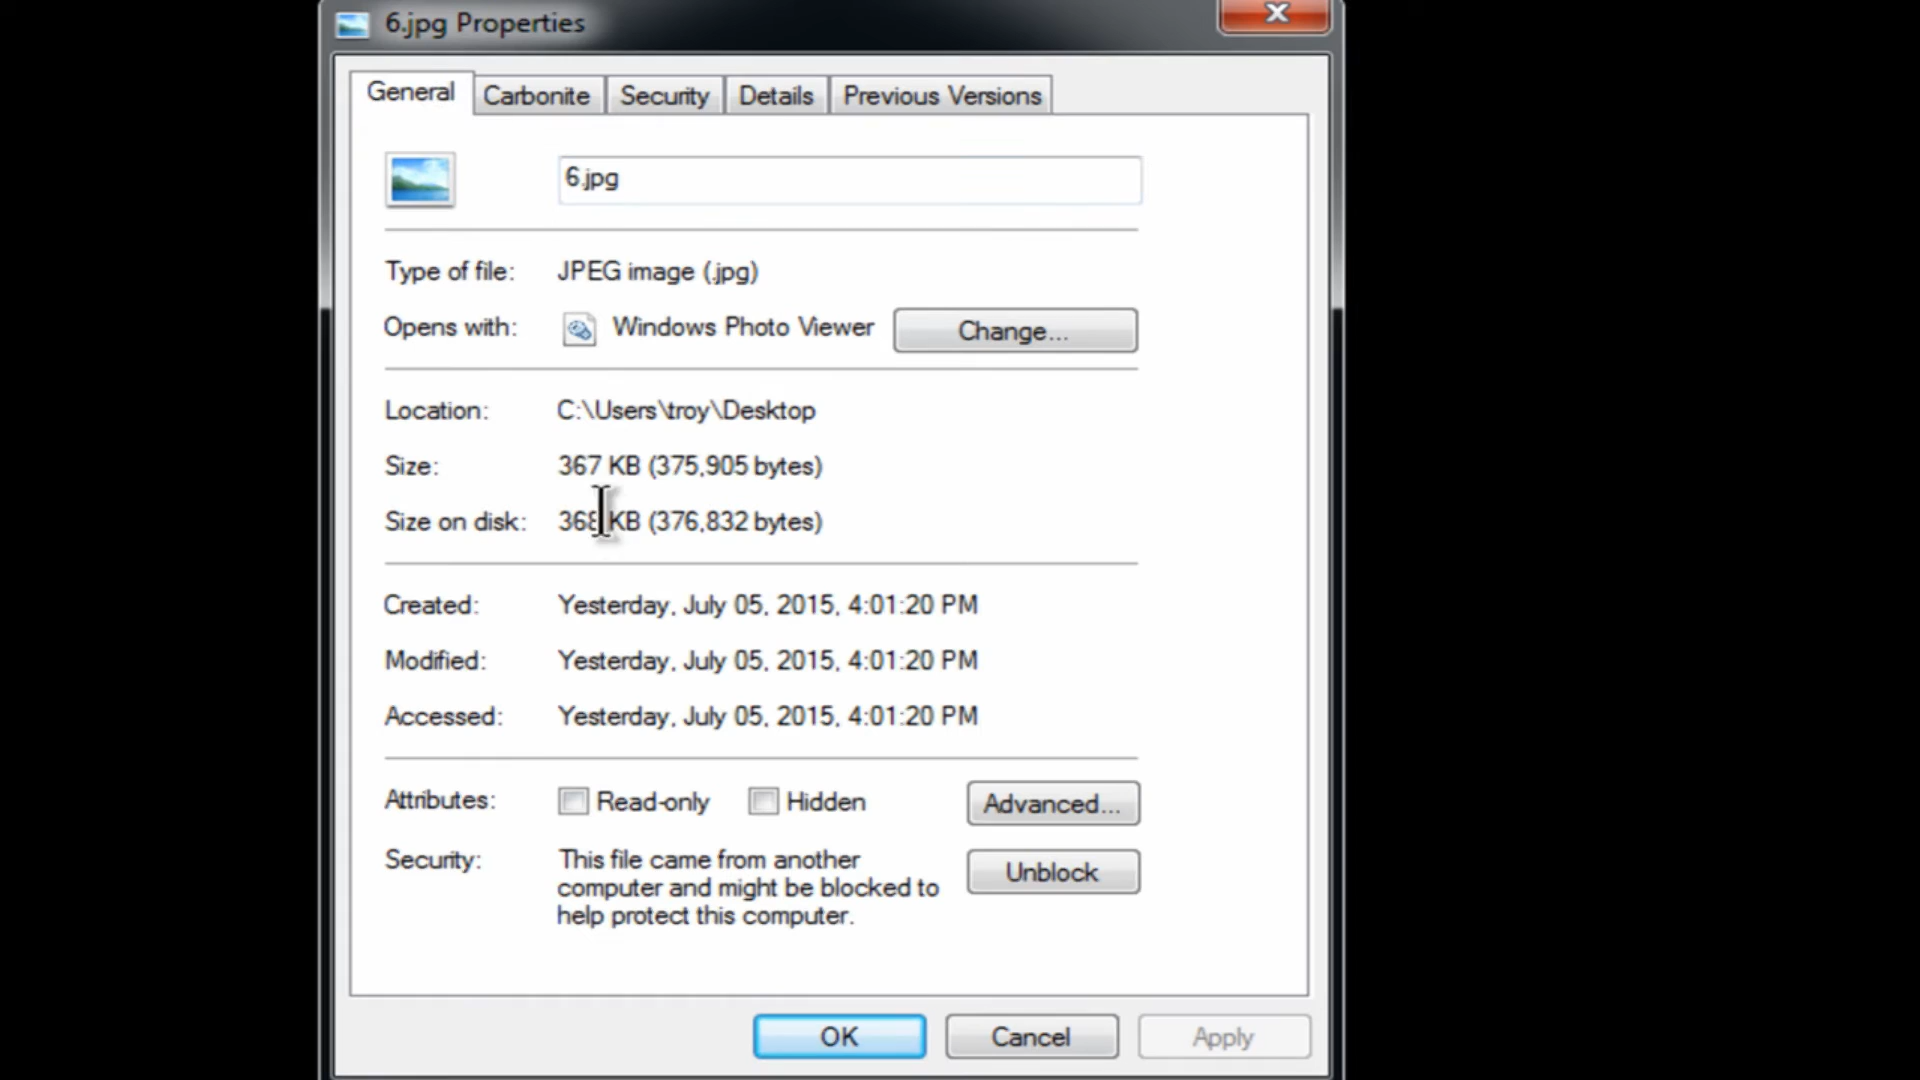 6.jpg Properties
General Carbonite Security Details Previous Versions
6.jpg
Type of file: JPEG image (.jpg)
Opens with: Windows Photo Viewer Change...
Location: C:\Users\troy\Desktop
Size: 367 KB (375,905 bytes)
Size on disk: 368 KB (376,832 bytes)
Created: Yesterday, July 05, 2015, 4:01:20 PM
Modified: Yesterday, July 05, 2015, 4:01:20 PM
Accessed: Yesterday, July 05, 2015, 4:01:20 PM
Attributes: Read-only Hidden Advanced...
Security: This file came from another
computer and might be blocked to
help protect this computer.
Unblock
OK Cancel Apply